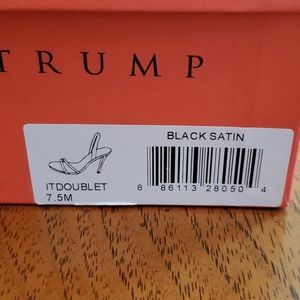 TRUMP
BLACK SATIN
ITDOUBLET
7.5M
8 86113 28050 4